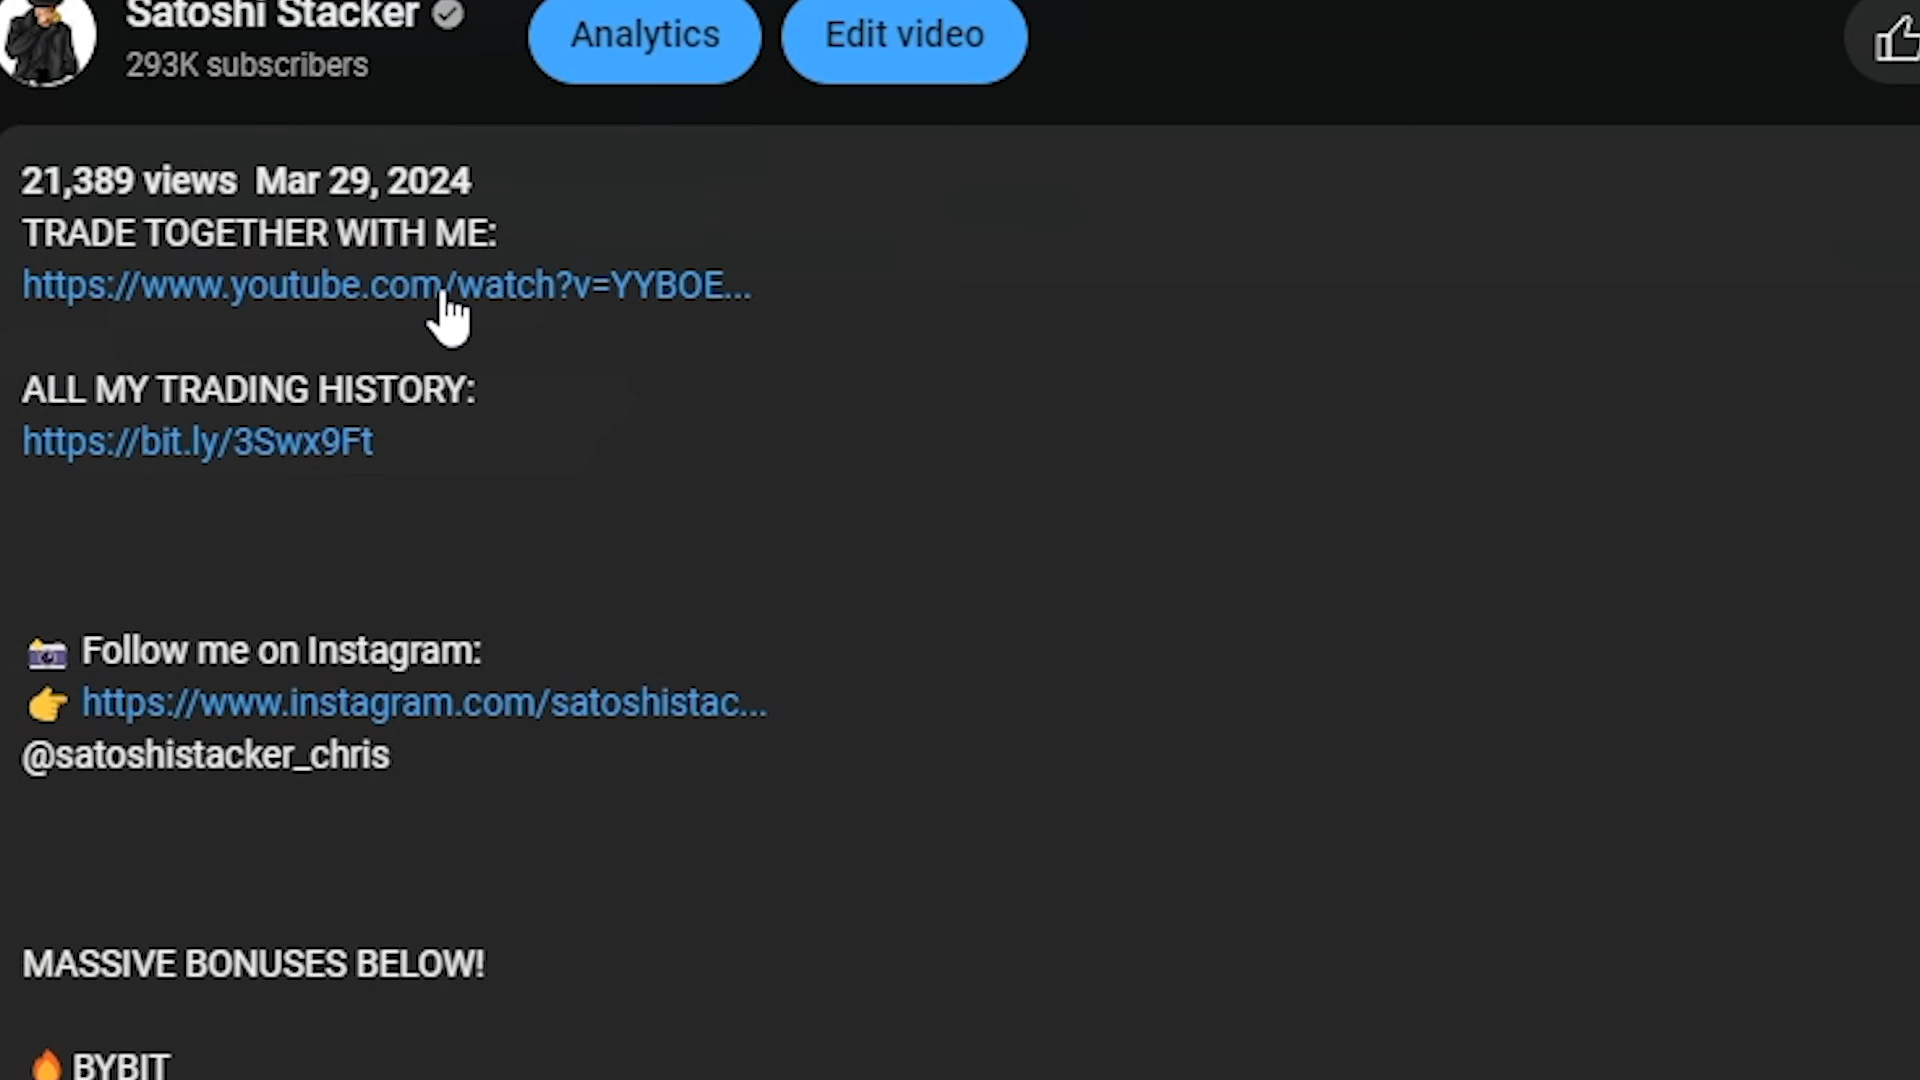 Satoshi Stacker
293K subscribers
Analytics
Edit video
21,389 views Mar 29, 2024
TRADE TOGETHER WITH ME:
https://www.youtube.com/watch?v=YYBOE...
ALL MY TRADING HISTORY:
https://bit.ly/3Swx9Ft
📸 Follow me on Instagram:
👉 https://www.instagram.com/satoshistac...
@satoshistacker_chris
MASSIVE BONUSES BELOW!
🔥BYBIT